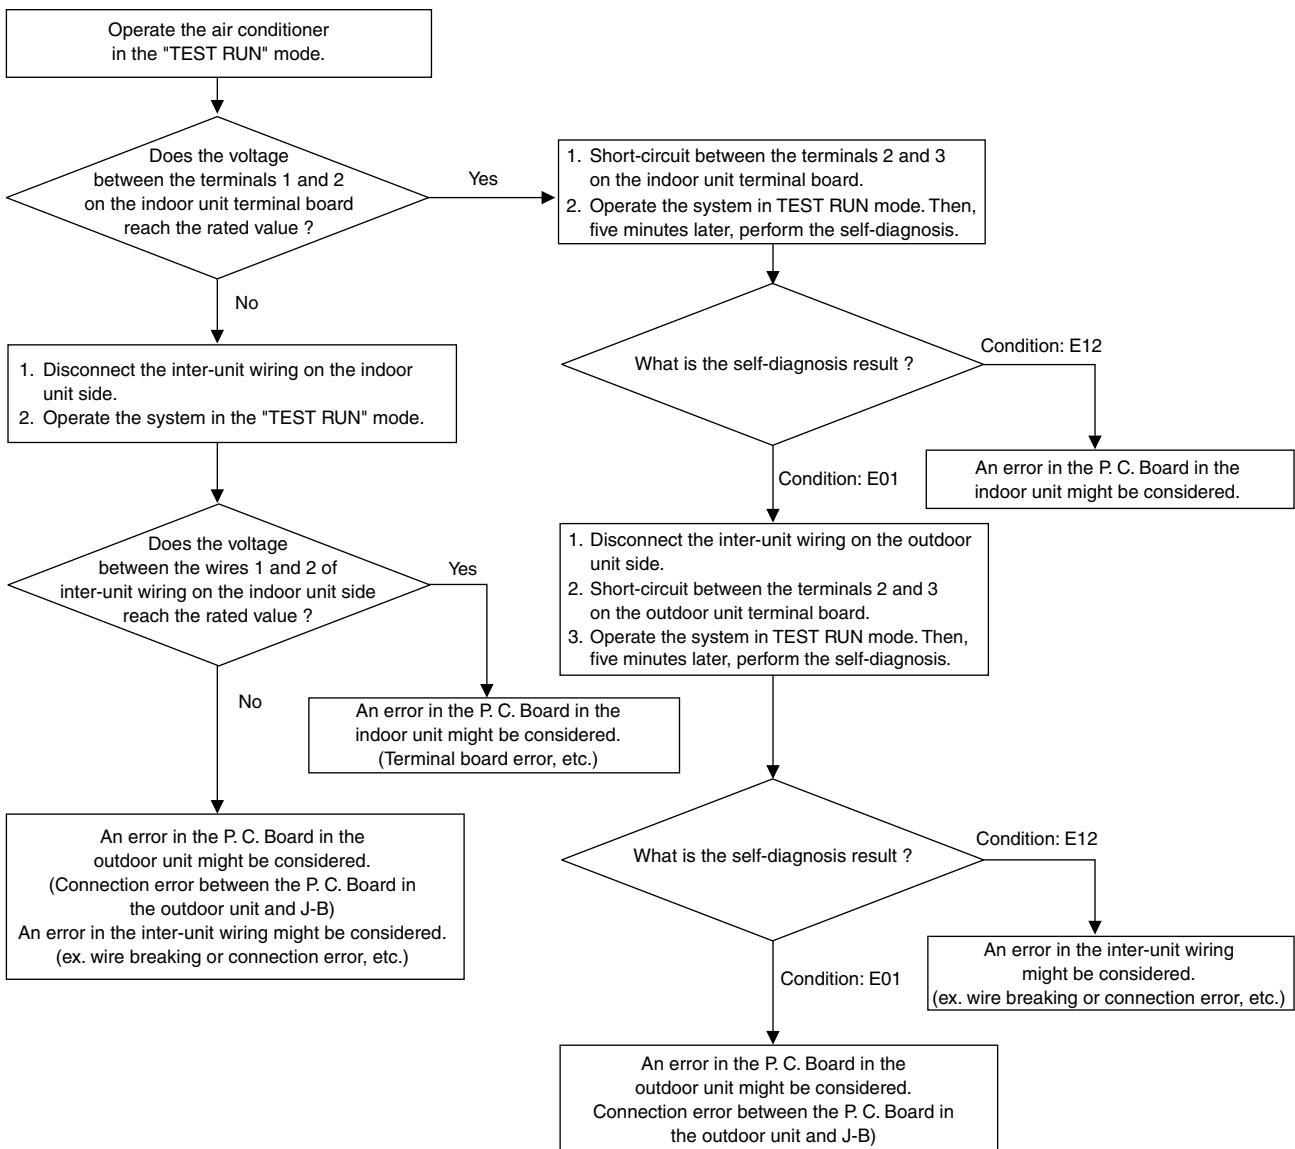 Operate the air conditioner
in the "TEST RUN" mode.
Does the voltage
between the terminals 1 and 2
on the indoor unit terminal board
reach the rated value ?
Yes
No
1. Short-circuit between the terminals 2 and 3
on the indoor unit terminal board.
2. Operate the system in TEST RUN mode. Then,
five minutes later, perform the self-diagnosis.
What is the self-diagnosis result ?
Condition: E12
An error in the P. C. Board in the
indoor unit might be considered.
Condition: E01
1. Disconnect the inter-unit wiring on the indoor
unit side.
2. Operate the system in the "TEST RUN" mode.
Does the voltage
between the wires 1 and 2 of
inter-unit wiring on the indoor unit side
reach the rated value ?
Yes
No
An error in the P. C. Board in the
indoor unit might be considered.
(Terminal board error, etc.)
An error in the P. C. Board in the
outdoor unit might be considered.
(Connection error between the P. C. Board in
the outdoor unit and J-B)
An error in the inter-unit wiring might be considered.
(ex. wire breaking or connection error, etc.)
1. Disconnect the inter-unit wiring on the outdoor
unit side.
2. Short-circuit between the terminals 2 and 3
on the outdoor unit terminal board.
3. Operate the system in TEST RUN mode. Then,
five minutes later, perform the self-diagnosis.
What is the self-diagnosis result ?
Condition: E12
An error in the inter-unit wiring
might be considered.
(ex. wire breaking or connection error, etc.)
Condition: E01
An error in the P. C. Board in the
outdoor unit might be considered.
Connection error between the P. C. Board in
the outdoor unit and J-B)